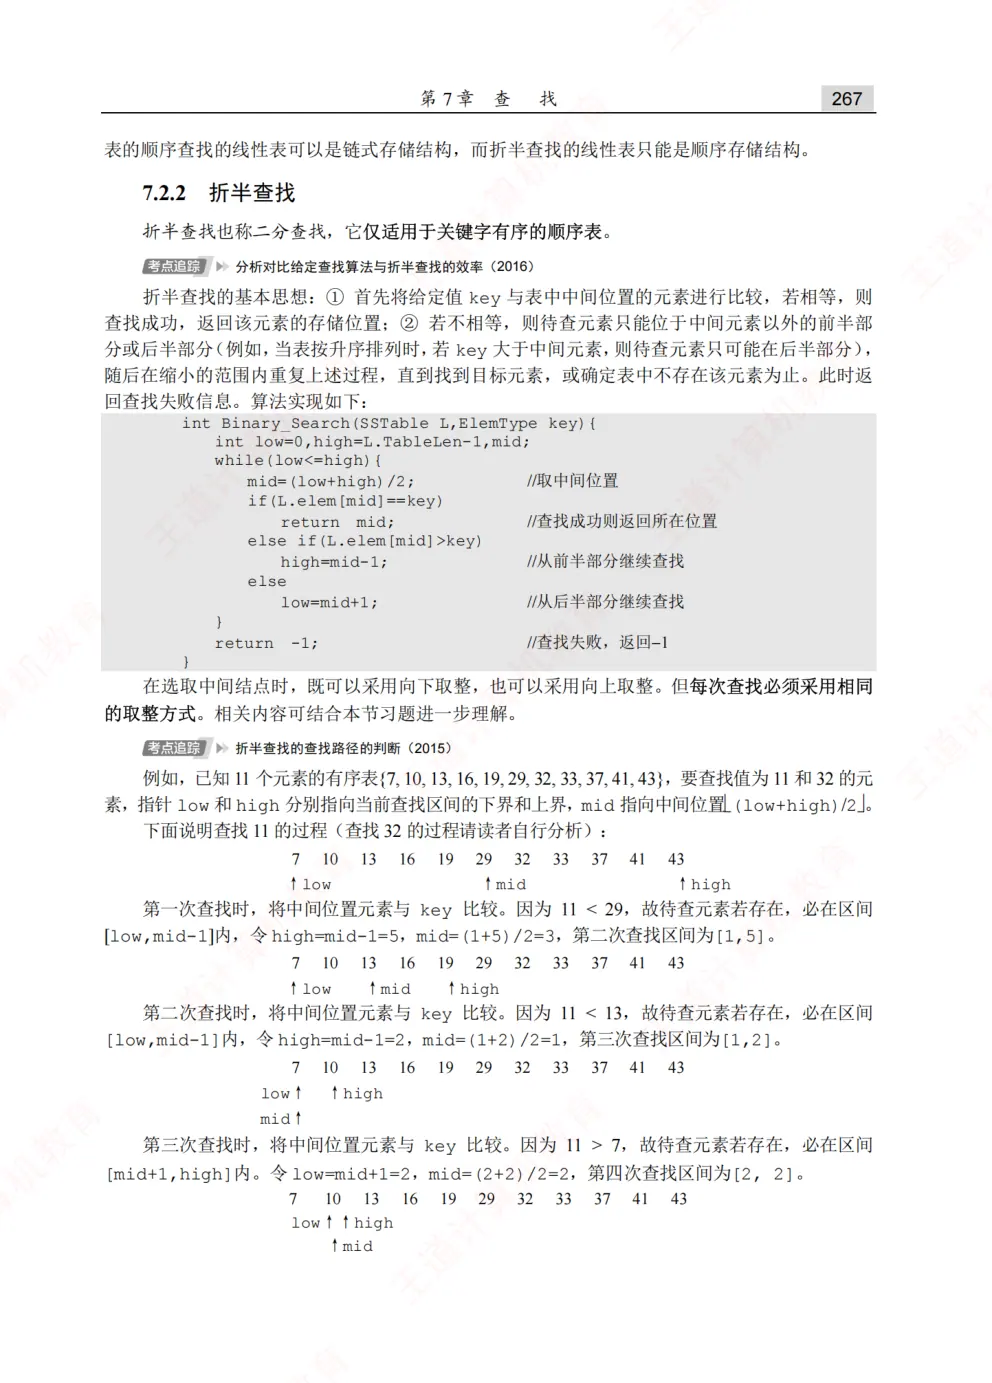 第 7 章 查 找 267
表的顺序查找的线性表可以是链式存储结构，而折半查找的线性表只能是顺序存储结构。
7.2.2 折半查找
折半查找也称二分查找，它仅适用于关键字有序的顺序表。
考点追踪 分析对比给定查找算法与折半查找的效率（2016）
折半查找的基本思想：① 首先将给定值 key 与表中中间位置的元素进行比较，若相等，则
查找成功，返回该元素的存储位置；② 若不相等，则待查元素只能位于中间元素以外的前半部
分或后半部分（例如，当表按升序排列时，若 key 大于中间元素，则待查元素只可能在后半部分），
随后在缩小的范围内重复上述过程，直到找到目标元素，或确定表中不存在该元素为止。此时返
回查找失败信息。算法实现如下：
int Binary_Search(SSTable L,ElemType key){
int low=0,high=L.TableLen-1,mid;
while(low<=high){
mid=(low+high)/2; //取中间位置
if(L.elem[mid]==key)
return mid; //查找成功则返回所在位置
else if(L.elem[mid]>key)
high=mid-1; //从前半部分继续查找
else
low=mid+1; //从后半部分继续查找
}
return -1; //查找失败，返回–1
}
在选取中间结点时，既可以采用向下取整，也可以采用向上取整。但每次查找必须采用相同
的取整方式。相关内容可结合本节习题进一步理解。
考点追踪 折半查找的查找路径的判断（2015）
例如，已知 11 个元素的有序表{7, 10, 13, 16, 19, 29, 32, 33, 37, 41, 43}，要查找值为 11 和 32 的元
素，指针 low 和 high 分别指向当前查找区间的下界和上界，mid 指向中间位置⌊(low+high)/2⌋。
下面说明查找 11 的过程（查找 32 的过程请读者自行分析）：
7 10 13 16 19 29 32 33 37 41 43
↑low ↑mid ↑high
第一次查找时，将中间位置元素与 key 比较。因为 11 < 29，故待查元素若存在，必在区间
[low,mid-1]内，令 high=mid-1=5，mid=(1+5)/2=3，第二次查找区间为[1,5]。
7 10 13 16 19 29 32 33 37 41 43
↑low ↑mid ↑high
第二次查找时，将中间位置元素与 key 比较。因为 11 < 13，故待查元素若存在，必在区间
[low,mid-1]内，令 high=mid-1=2，mid=(1+2)/2=1，第三次查找区间为[1,2]。
7 10 13 16 19 29 32 33 37 41 43
low↑ ↑high
mid↑
第三次查找时，将中间位置元素与 key 比较。因为 11 > 7，故待查元素若存在，必在区间
[mid+1,high]内。令 low=mid+1=2，mid=(2+2)/2=2，第四次查找区间为[2, 2]。
7 10 13 16 19 29 32 33 37 41 43
low↑↑high
↑mid